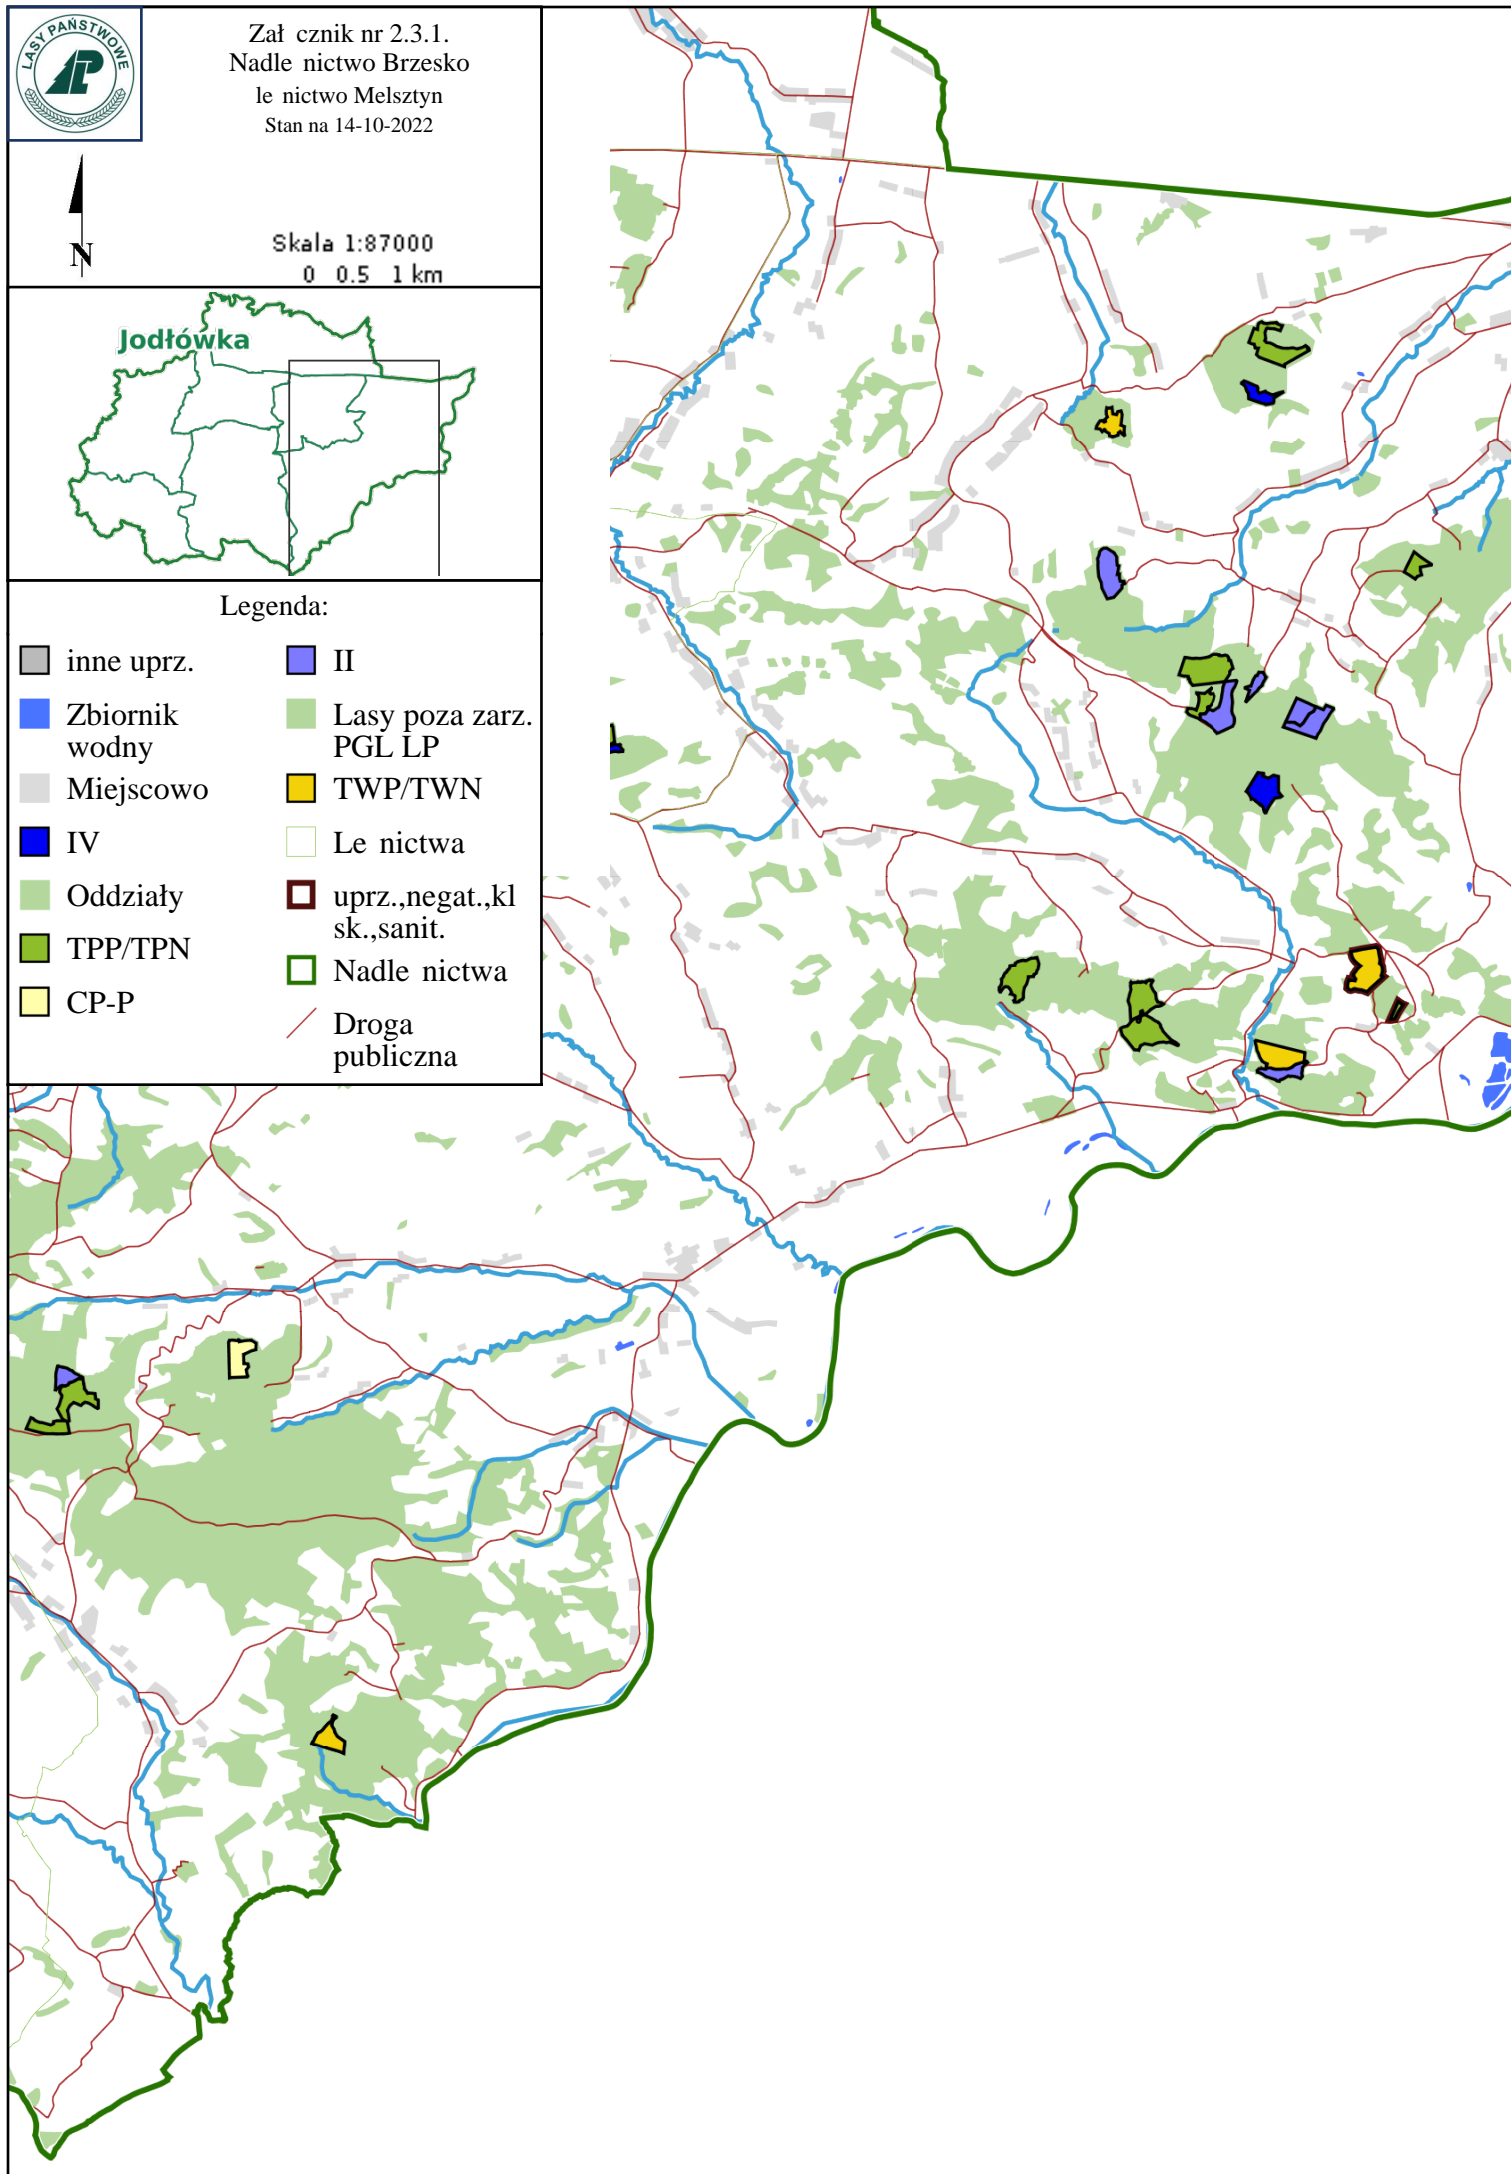 LASY PAŃSTWOWE
Zał cznik nr 2.3.1.
Nadle nictwo Brzesko
le nictwo Melsztyn
Stan na 14-10-2022
N
Skala 1:87000
0 0.5 1 km
Jodłówka
Legenda:
inne uprz.
Zbiornik
wodny
Miejscowo
IV
Oddziały
TPP/TPN
CP-P
II
Lasy poza zarz.
PGL LP
TWP/TWN
Le nictwa
uprz.,negat.,kl
sk.,sanit.
Nadle nictwa
Droga
publiczna